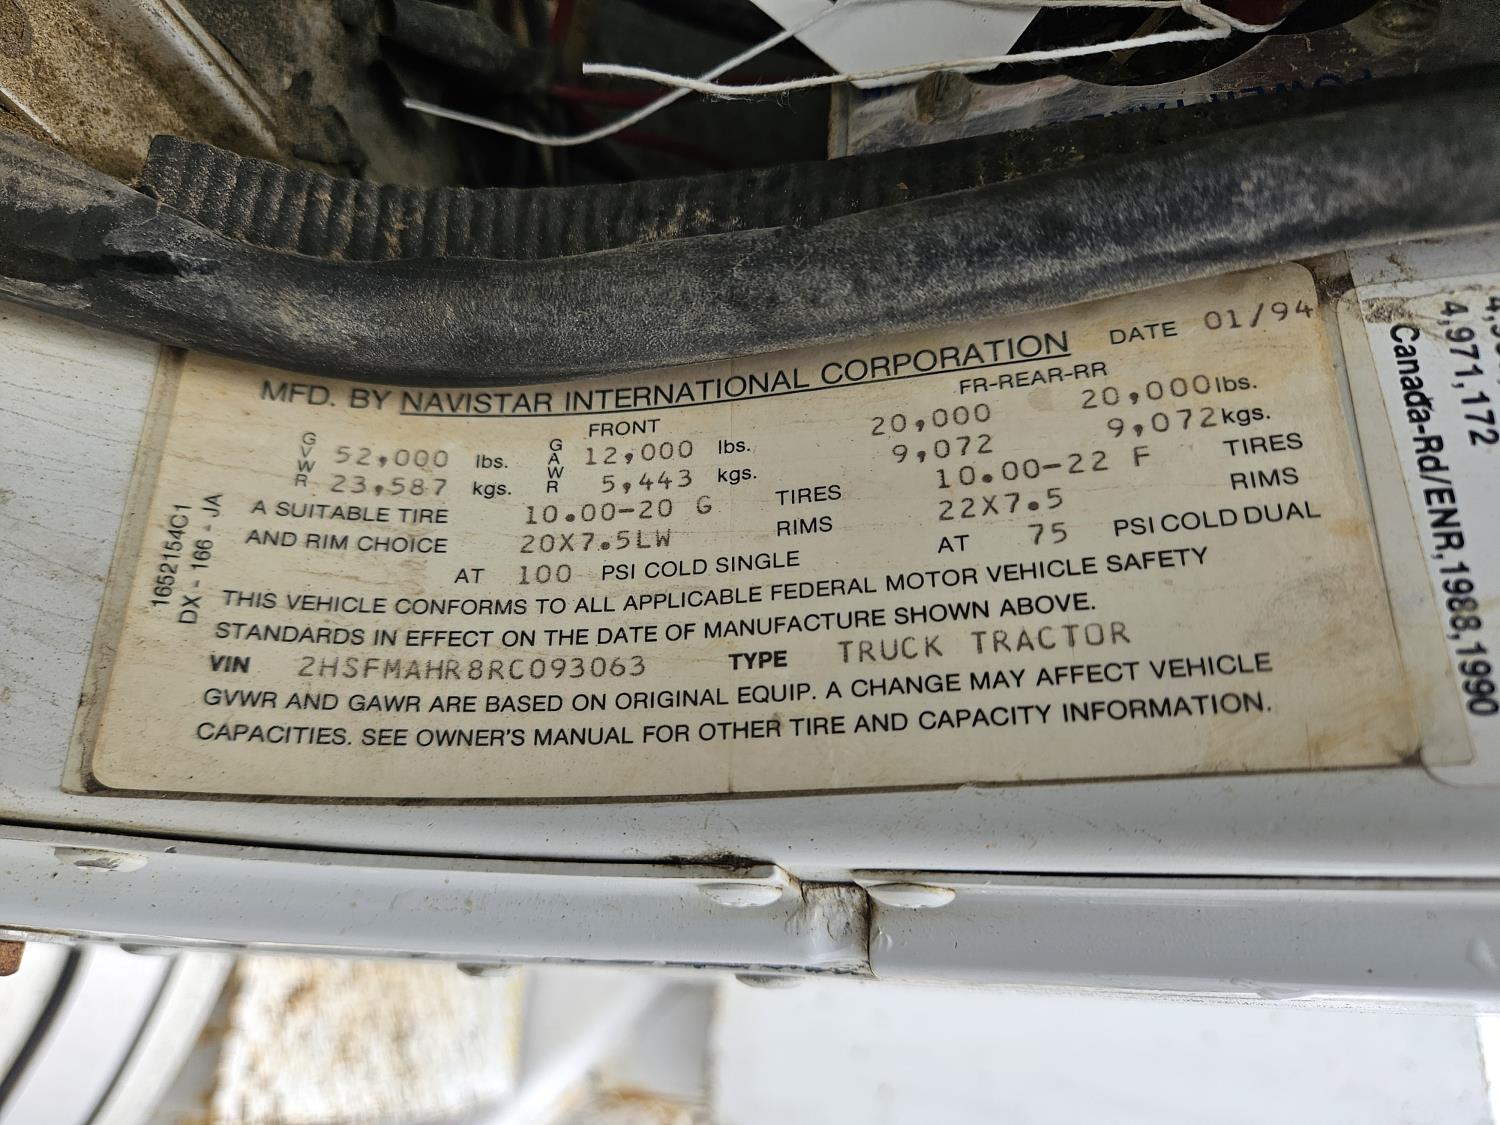 MFD. BY NAVISTAR INTERNATIONAL CORPORATION DATE 01/94
FRONT FR-REAR-RR
GVWR 52,000 lbs. GAWR 12,000 lbs. 20,000 20,000 lbs.
23,587 kgs. 5,443 kgs. 9,072 9,072 kgs.
A SUITABLE TIRE 10.00-20 G TIRES 10.00-22 F TIRES
AND RIM CHOICE 20X7.5LW RIMS 22X7.5 RIMS
AT 100 PSI COLD SINGLE AT 75 PSI COLD DUAL
THIS VEHICLE CONFORMS TO ALL APPLICABLE FEDERAL MOTOR VEHICLE SAFETY
STANDARDS IN EFFECT ON THE DATE OF MANUFACTURE SHOWN ABOVE.
VIN 2HSFMAHR8RC093063 TYPE TRUCK TRACTOR
GVWR AND GAWR ARE BASED ON ORIGINAL EQUIP. A CHANGE MAY AFFECT VEHICLE
CAPACITIES. SEE OWNER'S MANUAL FOR OTHER TIRE AND CAPACITY INFORMATION.
1652154C1
DX - 166 - JA
4,971,172
Canada-Rd/ENR,1988,1990